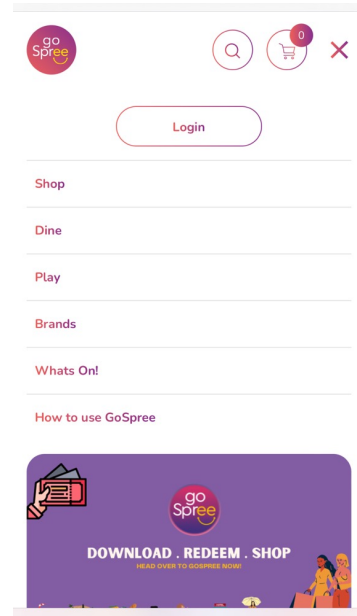 go
Spree
0
Login
Shop
Dine
Play
Brands
Whats On!
How to use GoSpree
go
Spree
DOWNLOAD . REDEEM . SHOP
HEAD OVER TO GOSPREE NOW!